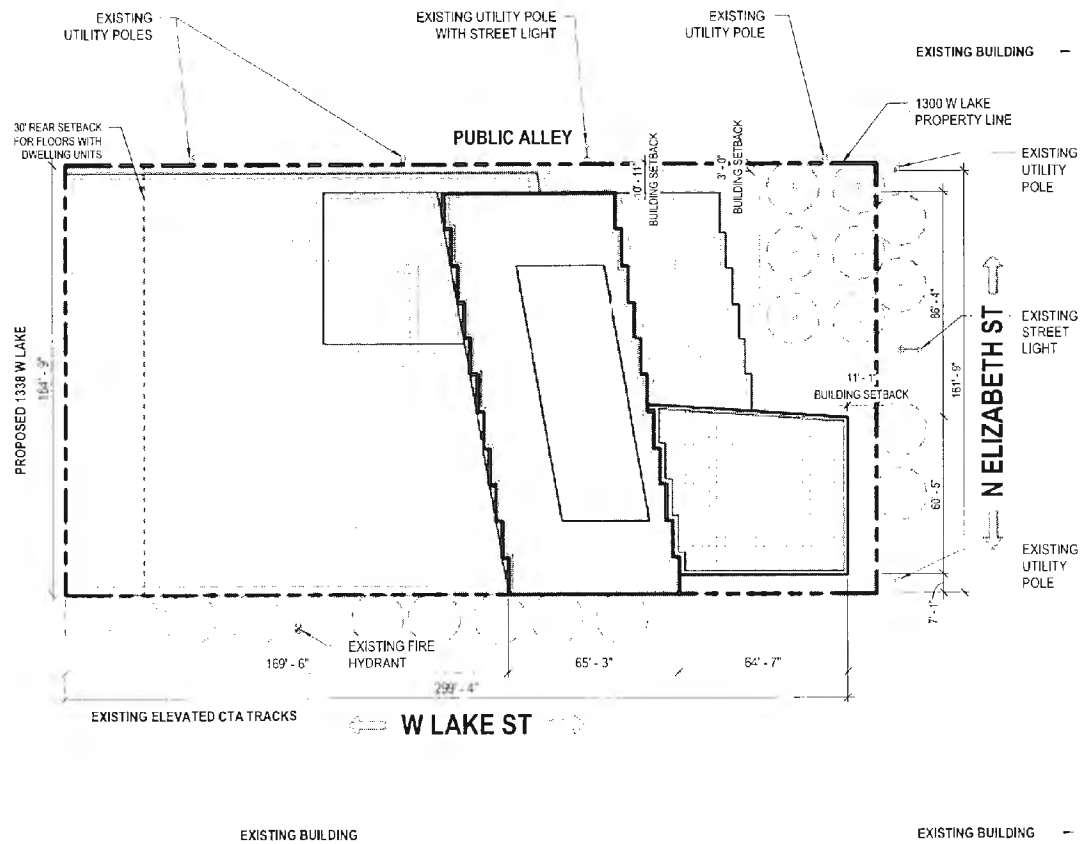 EXISTING
UTILITY POLES
EXISTING UTILITY POLE
WITH STREET LIGHT
EXISTING
UTILITY POLE
EXISTING BUILDING
1300 W LAKE
PROPERTY LINE
30' REAR SETBACK
FOR FLOORS WITH
DWELLING UNITS
PUBLIC ALLEY
10' - 11"
BUILDING SETBACK
3' - 0"
BUILDING SETBACK
EXISTING
UTILITY POLE
PROPOSED 1338 W LAKE
164' - 9"
86' - 4"
161' - 9"
N ELIZABETH ST
EXISTING
STREET
LIGHT
11' - 1"
BUILDING SETBACK
60' - 5"
EXISTING
UTILITY POLE
7' - 1"
EXISTING FIRE
HYDRANT
169' - 6"
65' - 3"
64' - 7"
299' - 4"
EXISTING ELEVATED CTA TRACKS
W LAKE ST
EXISTING BUILDING
EXISTING BUILDING